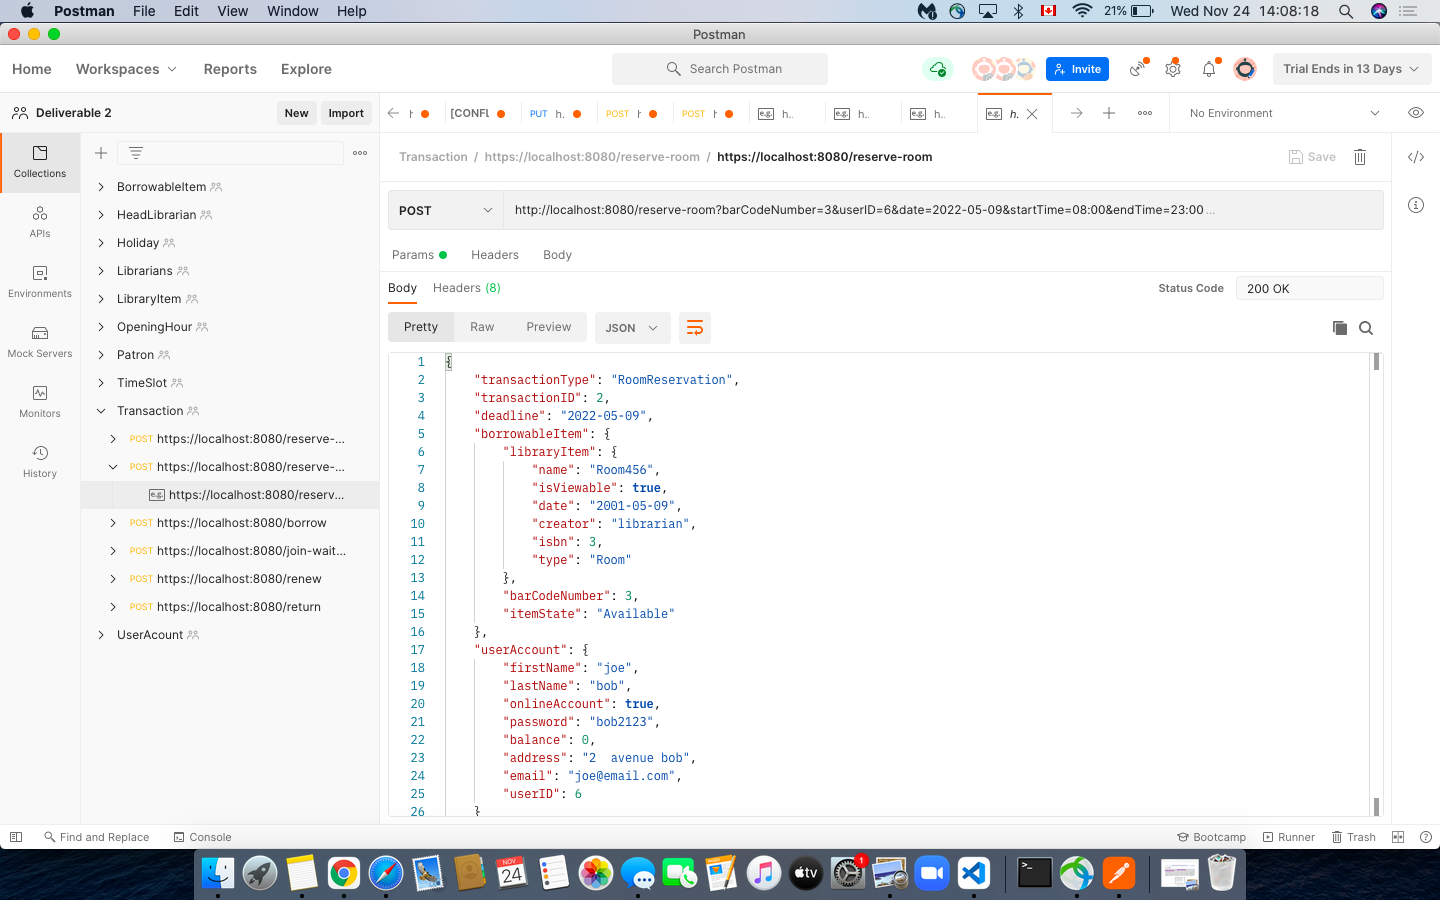 Postman File Edit View Window Help 21% Wed Nov 24 14:08:18
Postman
Home Workspaces Reports Explore Search Postman Invite Trial Ends in 13 Days
Deliverable 2 New Import
[CONFL PUT h. POST h POST h h.. h.. h.. h. No Environment
Collections
APIs
Environments
Mock Servers
Monitors
History
BorrowableItem
HeadLibrarian
Holiday
Librarians
LibraryItem
OpeningHour
Patron
TimeSlot
Transaction
POST https://localhost:8080/reserve-...
POST https://localhost:8080/reserve-...
e.g. https://localhost:8080/reserv...
POST https://localhost:8080/borrow
POST https://localhost:8080/join-wait...
POST https://localhost:8080/renew
POST https://localhost:8080/return
UserAcount
Transaction / https://localhost:8080/reserve-room / https://localhost:8080/reserve-room Save
POST http://localhost:8080/reserve-room?barCodeNumber=3&userID=6&date=2022-05-09&startTime=08:00&endTime=23:00 ...
Params Headers Body
Body Headers (8) Status Code 200 OK
Pretty Raw Preview JSON
1 {
2 "transactionType": "RoomReservation",
3 "transactionID": 2,
4 "deadline": "2022-05-09",
5 "borrowableItem": {
6 "libraryItem": {
7 "name": "Room456",
8 "isViewable": true,
9 "date": "2001-05-09",
10 "creator": "librarian",
11 "isbn": 3,
12 "type": "Room"
13 },
14 "barCodeNumber": 3,
15 "itemState": "Available"
16 },
17 "userAccount": {
18 "firstName": "joe",
19 "lastName": "bob",
20 "onlineAccount": true,
21 "password": "bob2123",
22 "balance": 0,
23 "address": "2  avenue bob",
24 "email": "joe@email.com",
25 "userID": 6
26 }
Find and Replace Console Bootcamp Runner Trash
NOV
24
1
tv